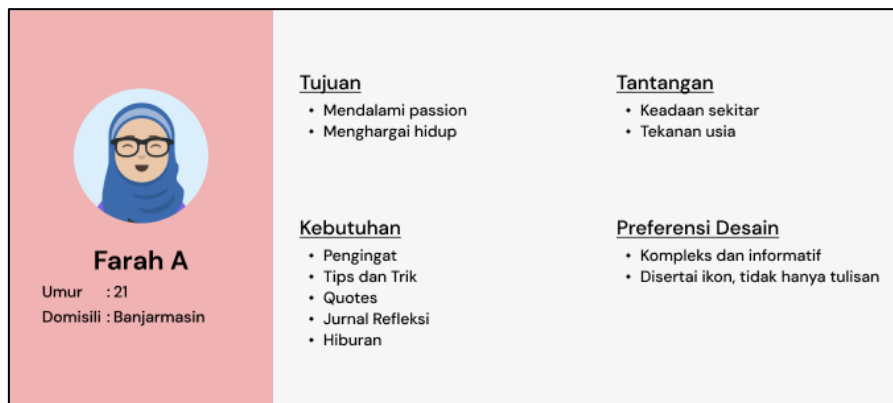 Farah A
Umur : 21
Domisili : Banjarmasin
Tujuan
• Mendalami passion
• Menghargai hidup
Tantangan
• Keadaan sekitar
• Tekanan usia
Kebutuhan
• Pengingat
• Tips dan Trik
• Quotes
• Jurnal Refleksi
• Hiburan
Preferensi Desain
• Kompleks dan informatif
• Disertai ikon, tidak hanya tulisan